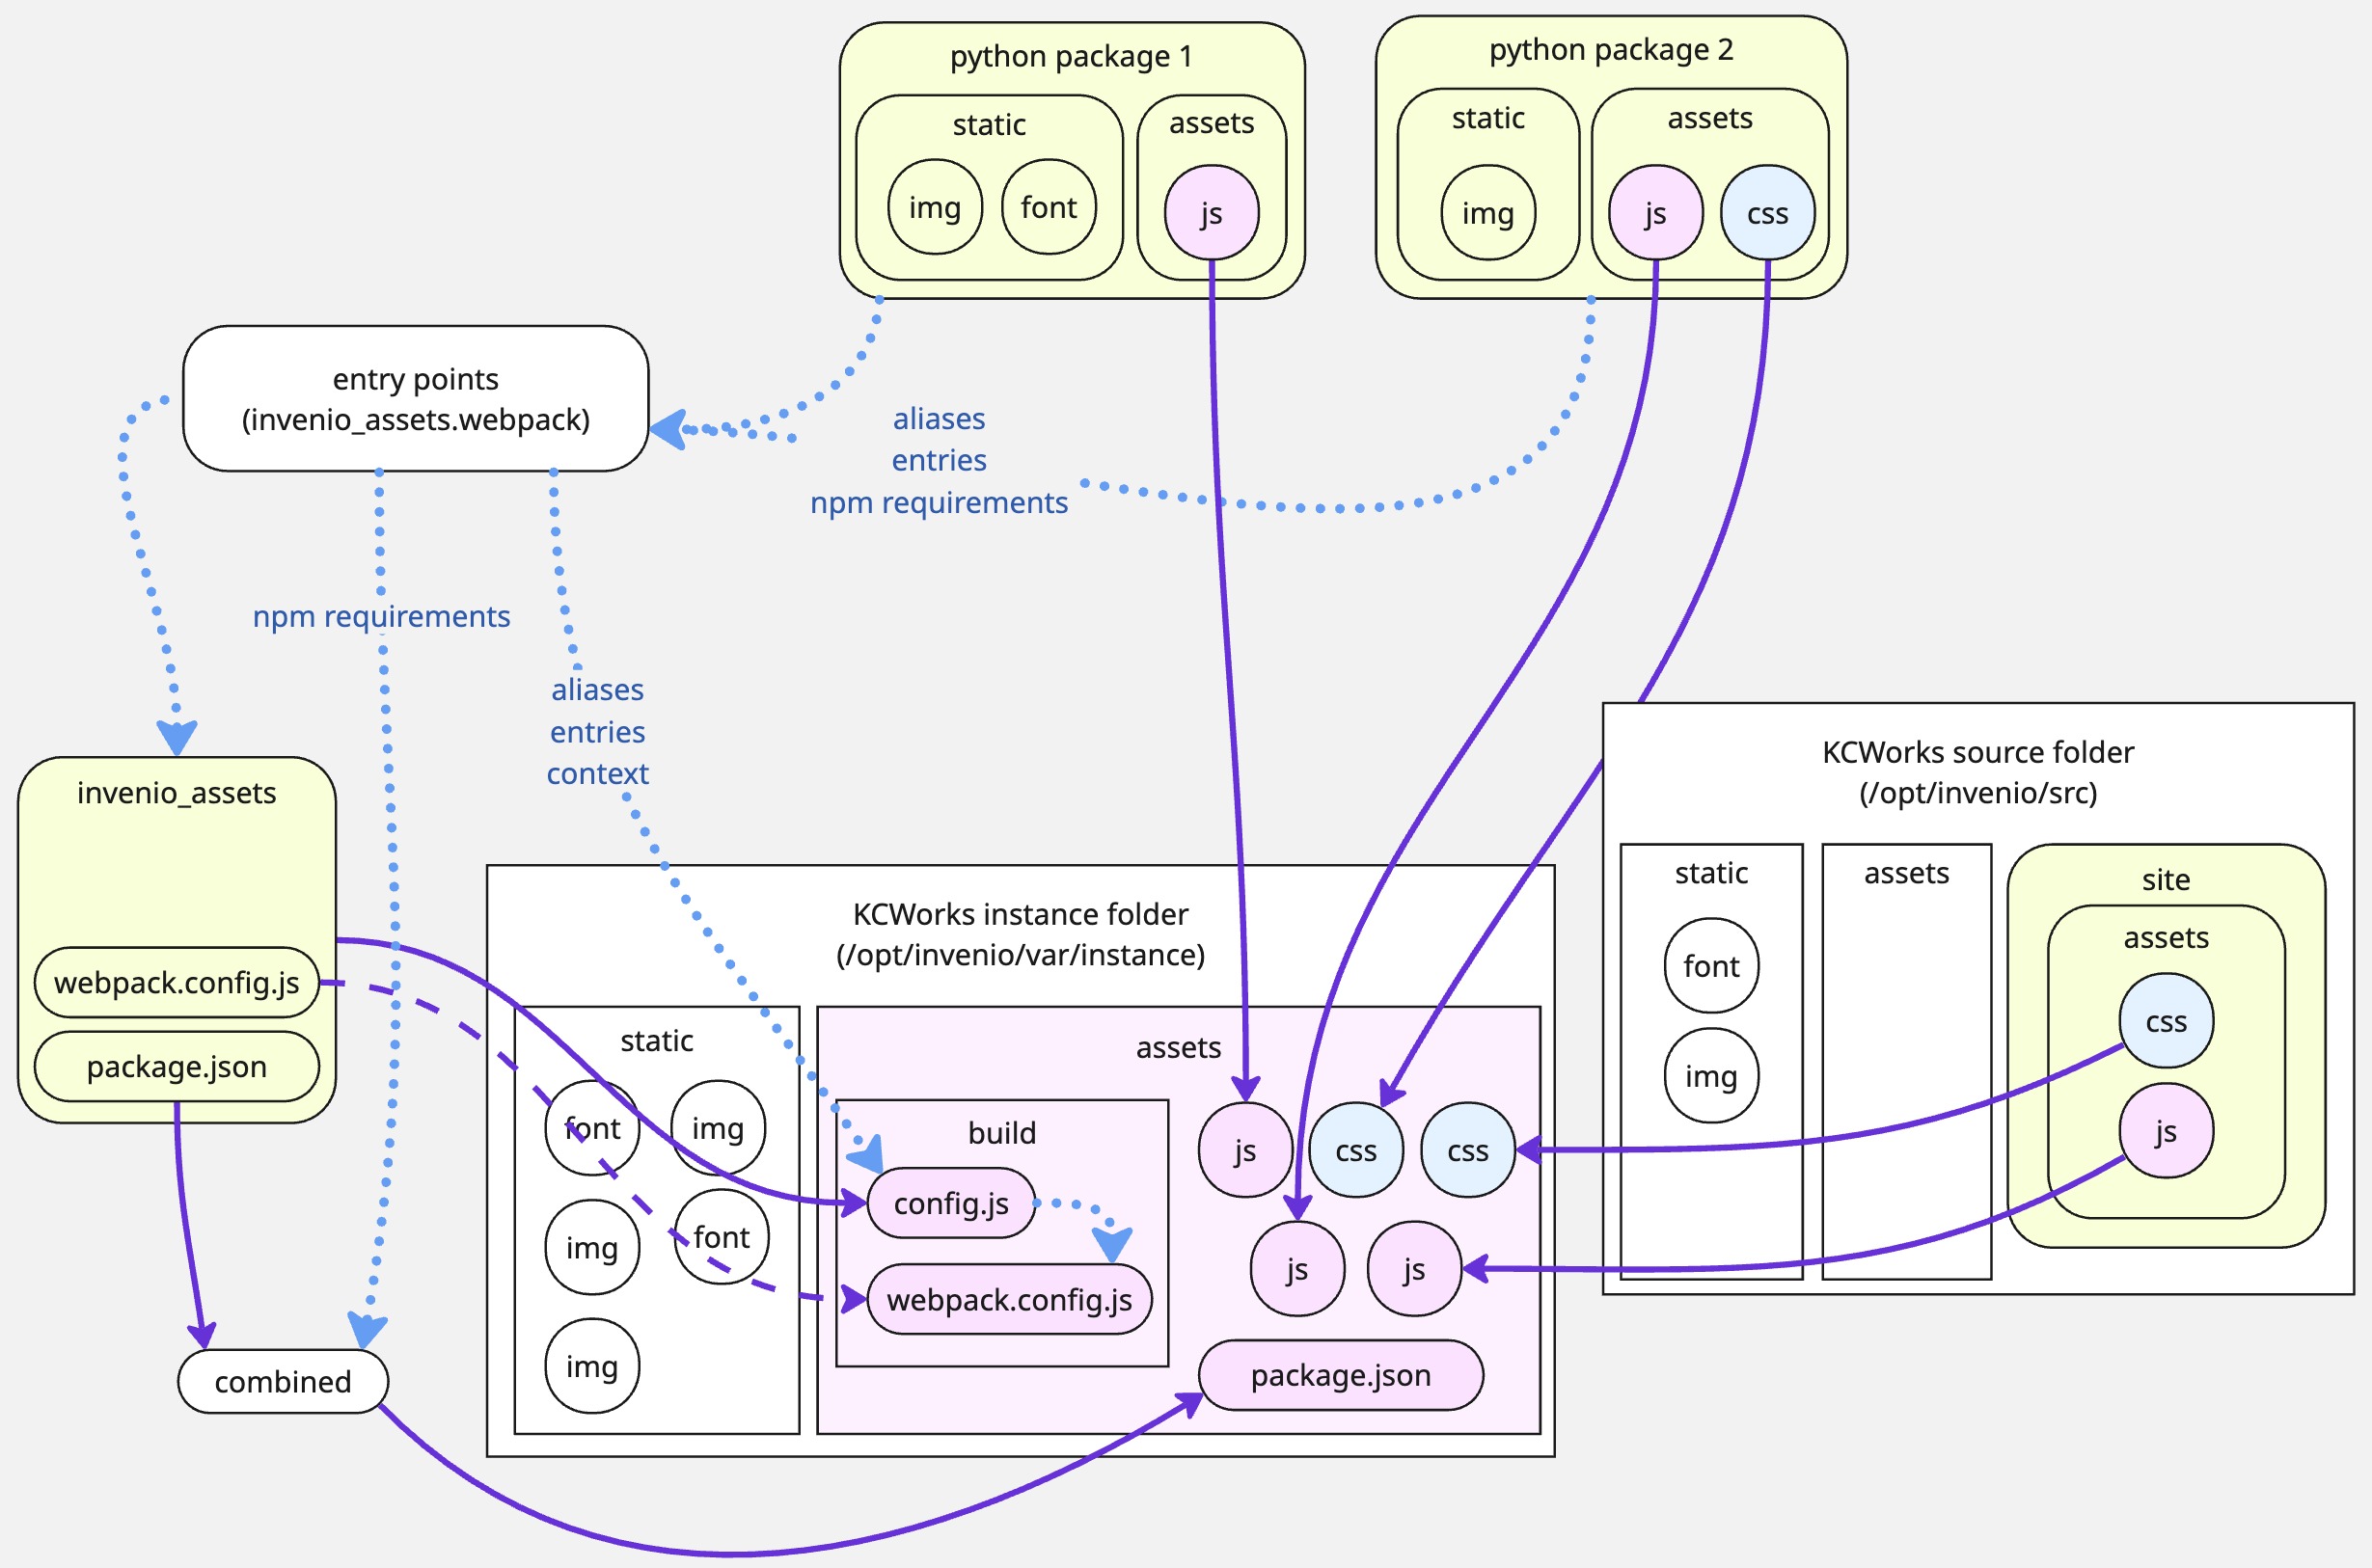 python package 1
static
img
font
assets
js
python package 2
static
img
assets
js
css
entry points
(invenio_assets.webpack)
aliases
entries
npm requirements
npm requirements
aliases
entries
context
invenio_assets
webpack.config.js
package.json
combined
KCWorks instance folder
(/opt/invenio/var/instance)
static
font
img
img
font
img
assets
build
config.js
webpack.config.js
js
css
css
js
js
package.json
KCWorks source folder
(/opt/invenio/src)
static
font
img
assets
site
assets
css
js